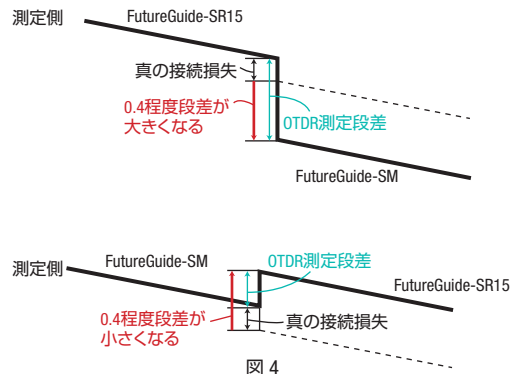 測定側
FutureGuide-SR15
真の接続損失
0.4程度段差が
大きくなる
OTDR測定段差
FutureGuide-SM
測定側
FutureGuide-SM
OTDR測定段差
FutureGuide-SR15
0.4程度段差が
小さくなる
真の接続損失
図 4